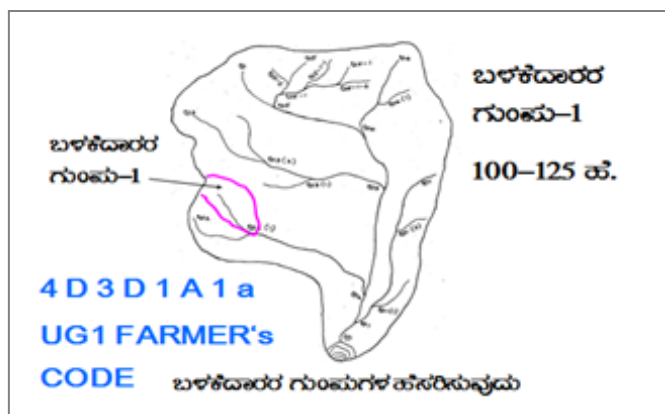 ಬಳಕೆದಾರರ
ಗುಂಪು–1
100–125 ಹೆ.
ಬಳಕೆದಾರರ
ಗುಂಪು–1
4 D 3 D 1 A 1 a
UG1 FARMER's
CODE
ಬಳಕೆದಾರರ ಗುಂಪುಗಳ ಹೆಸರಿಸುವುದು